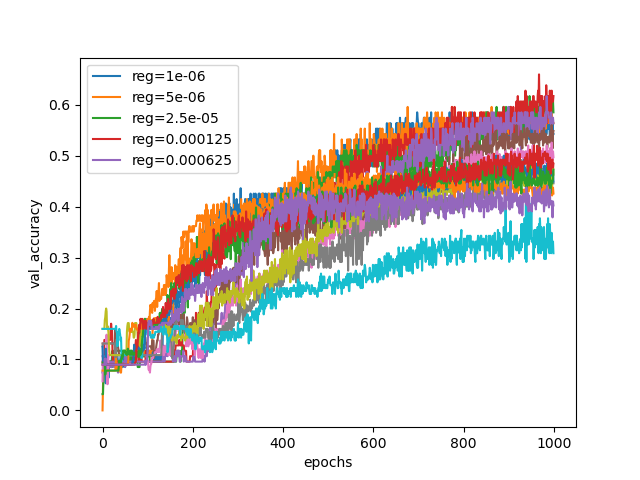 reg=1e-06
reg=5e-06
reg=2.5e-05
reg=0.000125
reg=0.000625
val_accuracy
0.6
0.5
0.4
0.3
0.2
0.1
0.0
0 200 400 600 800 1000
epochs